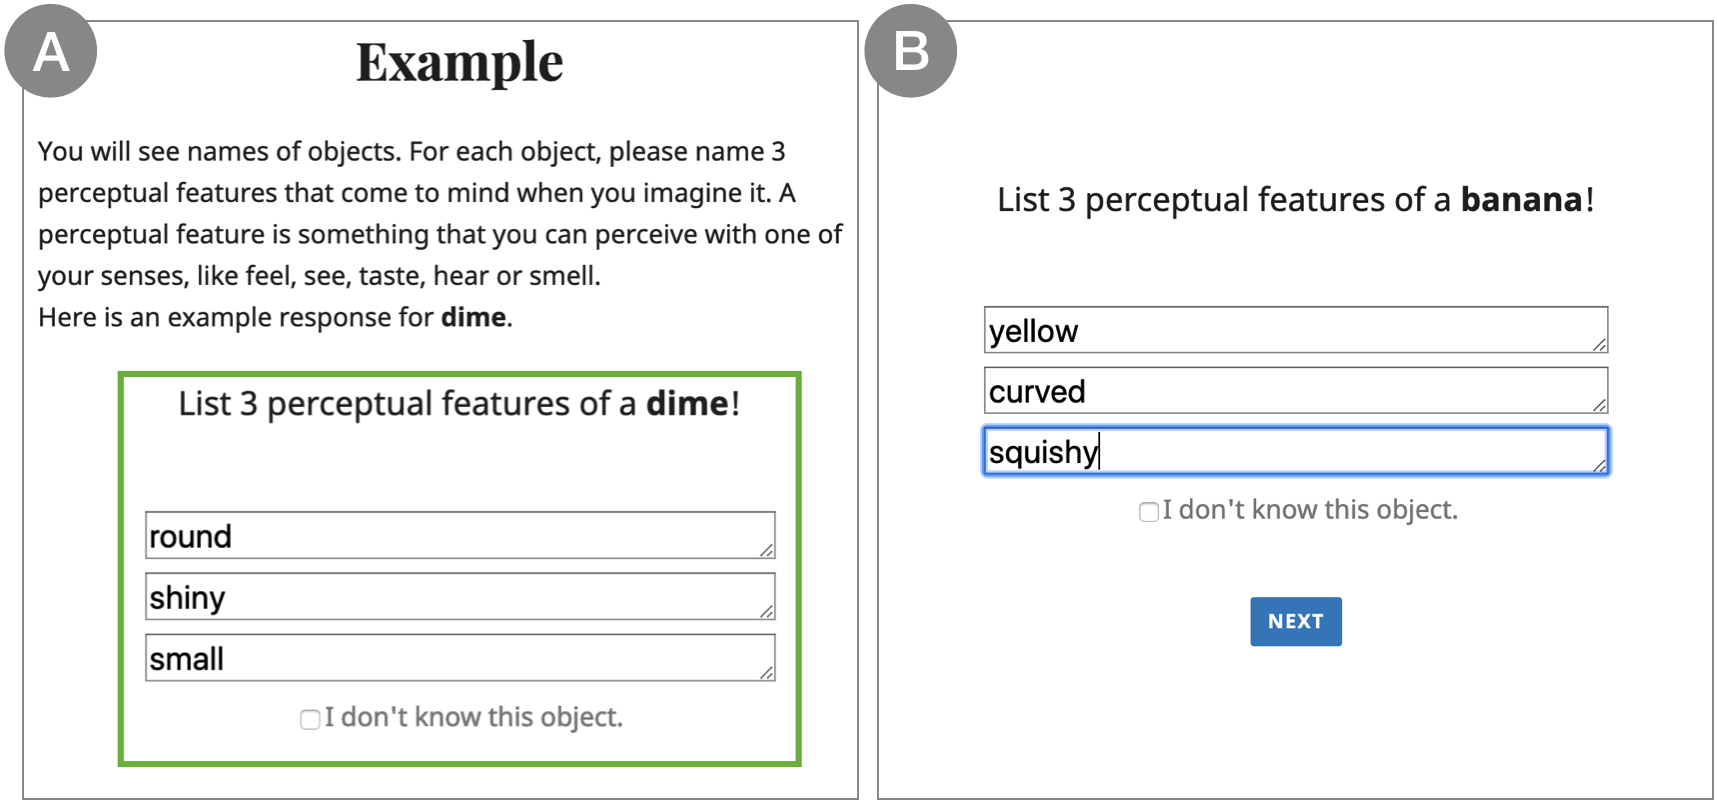 A
Example
You will see names of objects. For each object, please name 3
perceptual features that come to mind when you imagine it. A
perceptual feature is something that you can perceive with one of
your senses, like feel, see, taste, hear or smell.
Here is an example response for dime.
List 3 perceptual features of a dime!
round
shiny
small
I don't know this object.
B
List 3 perceptual features of a banana!
yellow
curved
squishy
I don't know this object.
NEXT